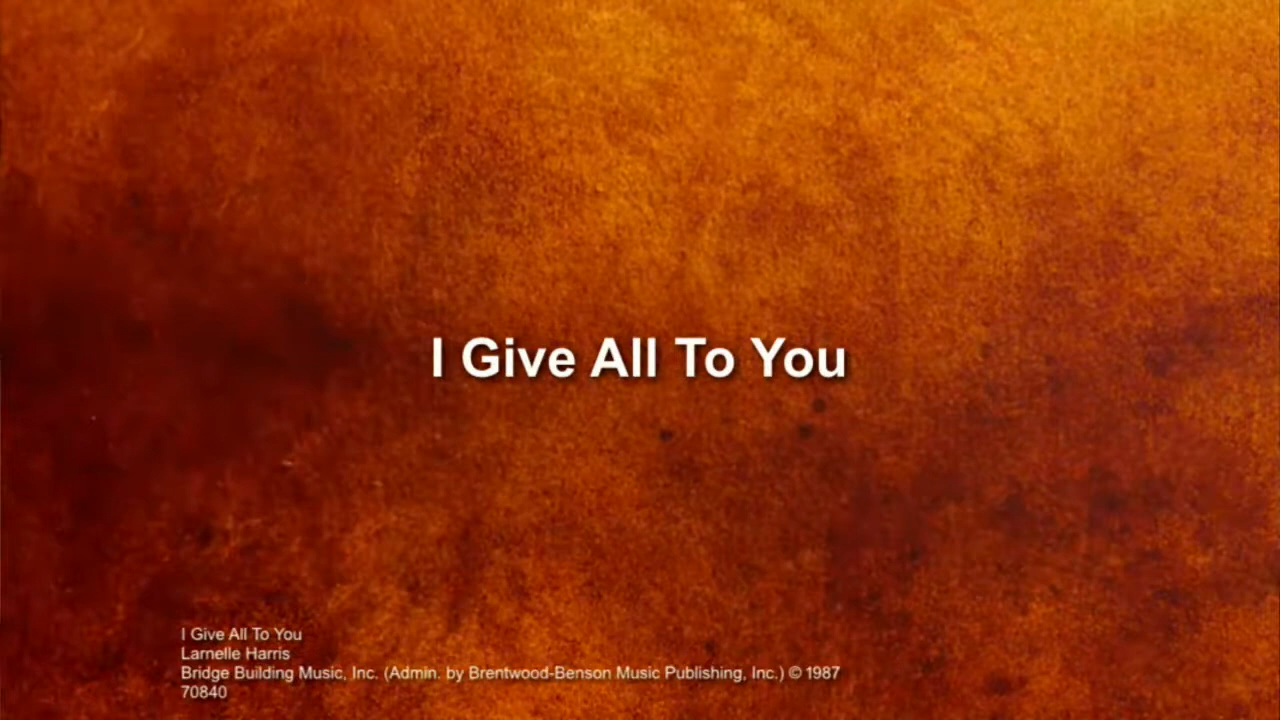 I Give All To You
I Give All To You
Larnelle Harris
Bridge Building Music, Inc. (Admin. by Brentwood-Benson Music Publishing, Inc.) © 1987
70840